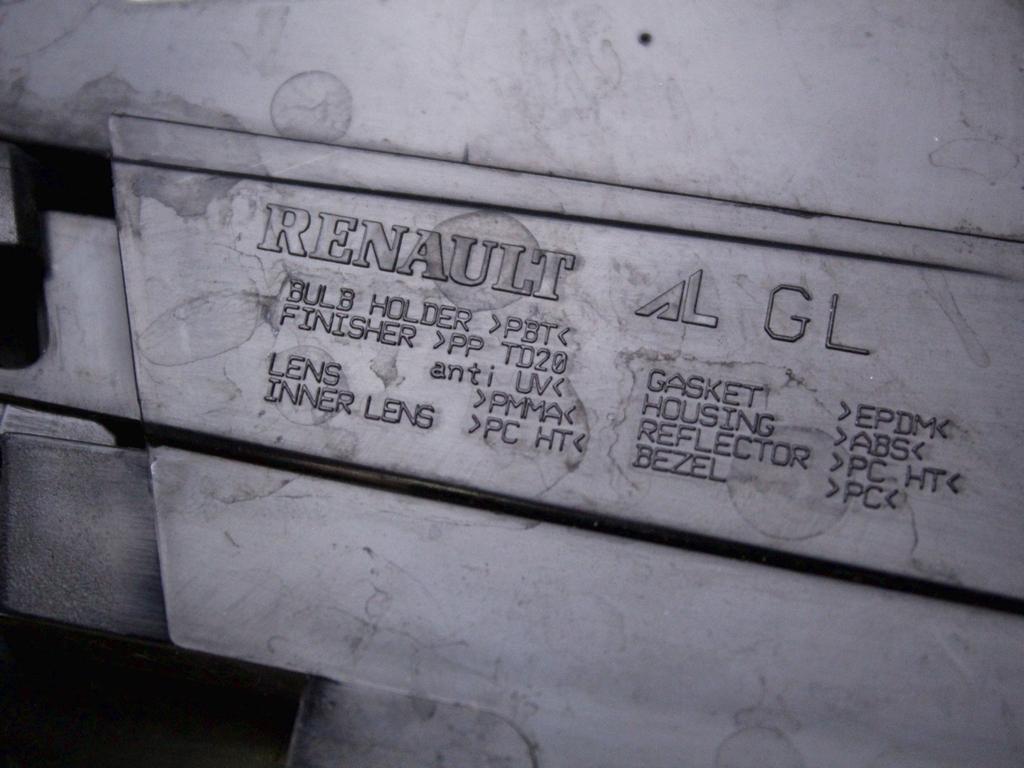 RENAULT
AL GL
BULB HOLDER >PBT<
FINISHER >PP TD20
anti UV<
LENS >PMMA<
INNER LENS >PC HT<
GASKET >EPDM<
HOUSING >ABS<
REFLECTOR >PC HT<
BEZEL >PC<